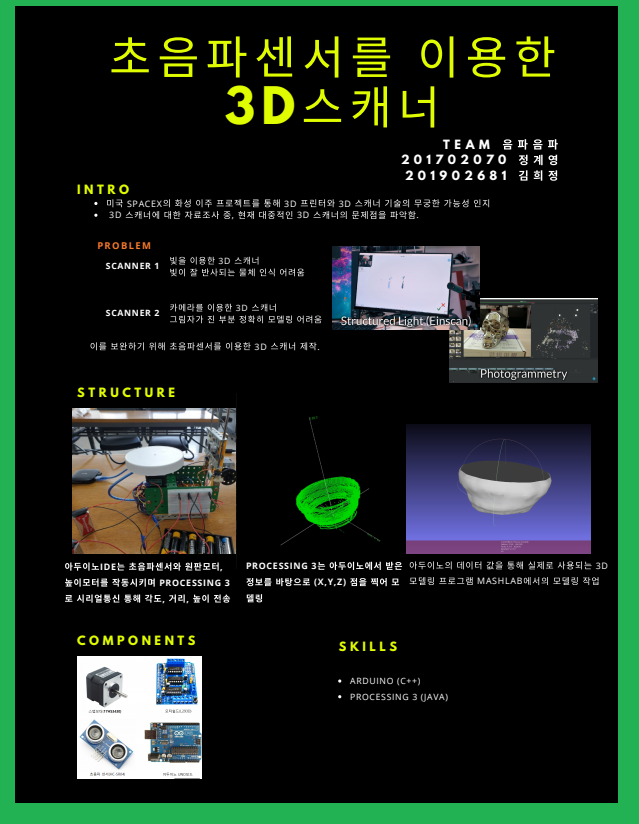 초음파센서를 이용한
3D스캐너
TEAM 음파음파
201702070 정계영
201902681 김희정
INTRO
• 미국 SPACEX의 화성 이주 프로젝트를 통해 3D 프린터와 3D 스캐너 기술의 무궁한 가능성 인지
• 3D 스캐너에 대한 자료조사 중, 현재 대중적인 3D 스캐너의 문제점을 파악함.
PROBLEM
SCANNER 1
빛을 이용한 3D 스캐너
빛이 잘 반사되는 물체 인식 어려움
SCANNER 2
카메라를 이용한 3D 스캐너
그림자가 진 부분 정확히 모델링 어려움
이를 보완하기 위해 초음파센서를 이용한 3D 스캐너 제작.
Structured Light (Einscan)
Photogrammetry
STRUCTURE
아두이노IDE는 초음파센서와 원판모터,
높이모터를 작동시키며 PROCESSING 3
로 시리얼통신 통해 각도, 거리, 높이 전송
PROCESSING 3는 아두이노에서 받은
정보를 바탕으로 (X,Y,Z) 점을 찍어 모
델링
아두이노의 데이터 값을 통해 실제로 사용되는 3D
모델링 프로그램 MASHLAB에서의 모델링 작업
COMPONENTS
SKILLS
• ARDUINO (C++)
• PROCESSING 3 (JAVA)